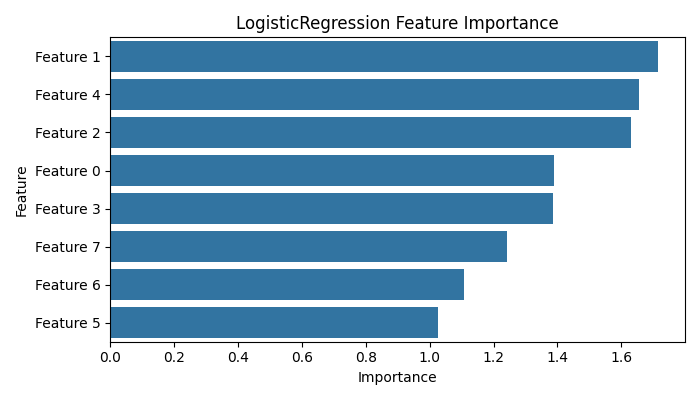 LogisticRegression Feature Importance
Feature 1
Feature 4
Feature 2
Feature 0
Feature 3
Feature 7
Feature 6
Feature 5
Feature
0.0 0.2 0.4 0.6 0.8 1.0 1.2 1.4 1.6
Importance